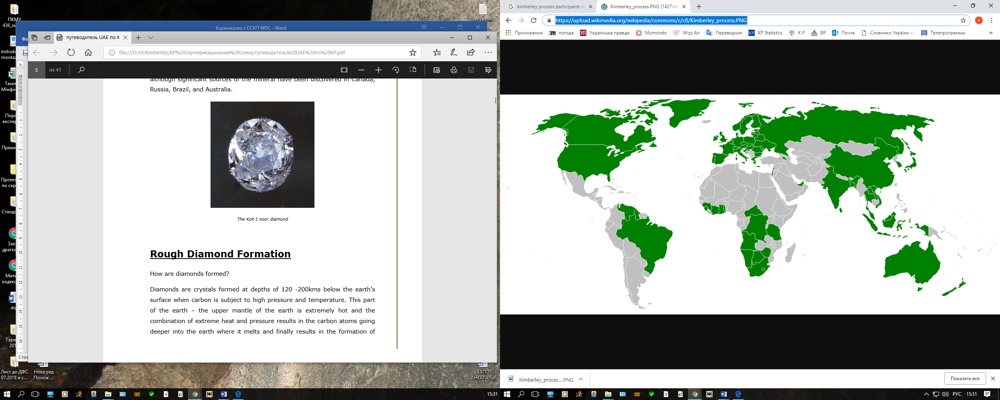 ПКМУ
436_зм
instruk
montaz
Темп
Мінфін
Поря
експер
Преми
Проект
по сер
Станда
Зак
драгка
Митн
кодекс
do
Тари
201
Лист до ДФС
07.2018 и с...
Нова ред
Полож ...
regkey.ini
ЗАПО
АНКЕТА Г...
Керівництво з ССКП WDC - Word
Фа
Стра
путеводитель UAE по К
file:///D:/vt/Kimberley/KP%20сертификационная%20схема/путеводитель%20UAE%20по%20KP.pdf
5 из 41
although significant sources of the mineral have been discovered in Canada,
Russia, Brazil, and Australia.
The Koh I noor diamond
Rough Diamond Formation
How are diamonds formed?
Diamonds are crystals formed at depths of 120 -200kms below the earth’s
surface when carbon is subject to high pressure and temperature. This part
of the earth – the upper mantle of the earth is extremely hot and the
combination of extreme heat and pressure results in the carbon atoms going
deeper into the earth where it melts and finally results in the formation of
15:31
kimberley process participants m
Kimberley_process.PNG (1427×6
https://upload.wikimedia.org/wikipedia/commons/c/c8/Kimberley_process.PNG
Приложения погода Українська правда Momondo Wizz Air Переводчик KP Statistics K P ВР Почта Словники України о Телепрограммы »
Kimberley_proces....PNG
Показать все
РУС 15:31